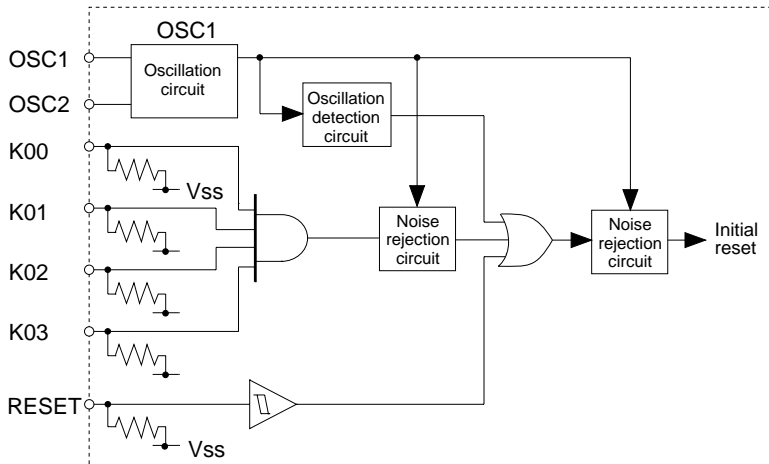 OSC1
OSC1
Oscillation
circuit
OSC2
Oscillation
detection
circuit
K00
Vss
K01
Noise
rejection
circuit
Noise
rejection
circuit
Initial
reset
K02
K03
RESET
Vss